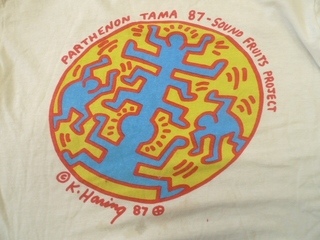 PARTHENON TAMA 87-SOUND FRUITS PROJECT
© K. Haring 87